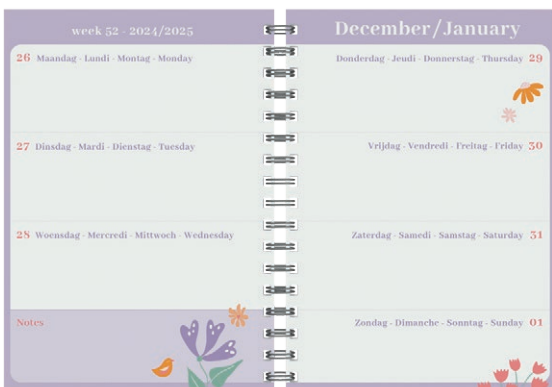 week 52 - 2024/2025
26 Maandag - Lundi - Montag - Monday
27 Dinsdag - Mardi - Dienstag - Tuesday
28 Woensdag - Mercredi - Mittwoch - Wednesday
Notes
December/January
Donderdag - Jeudi - Donnerstag - Thursday 29
Vrijdag - Vendredi - Freitag - Friday 30
Zaterdag - Samedi - Samstag - Saturday 31
Zondag - Dimanche - Sonntag - Sunday 01